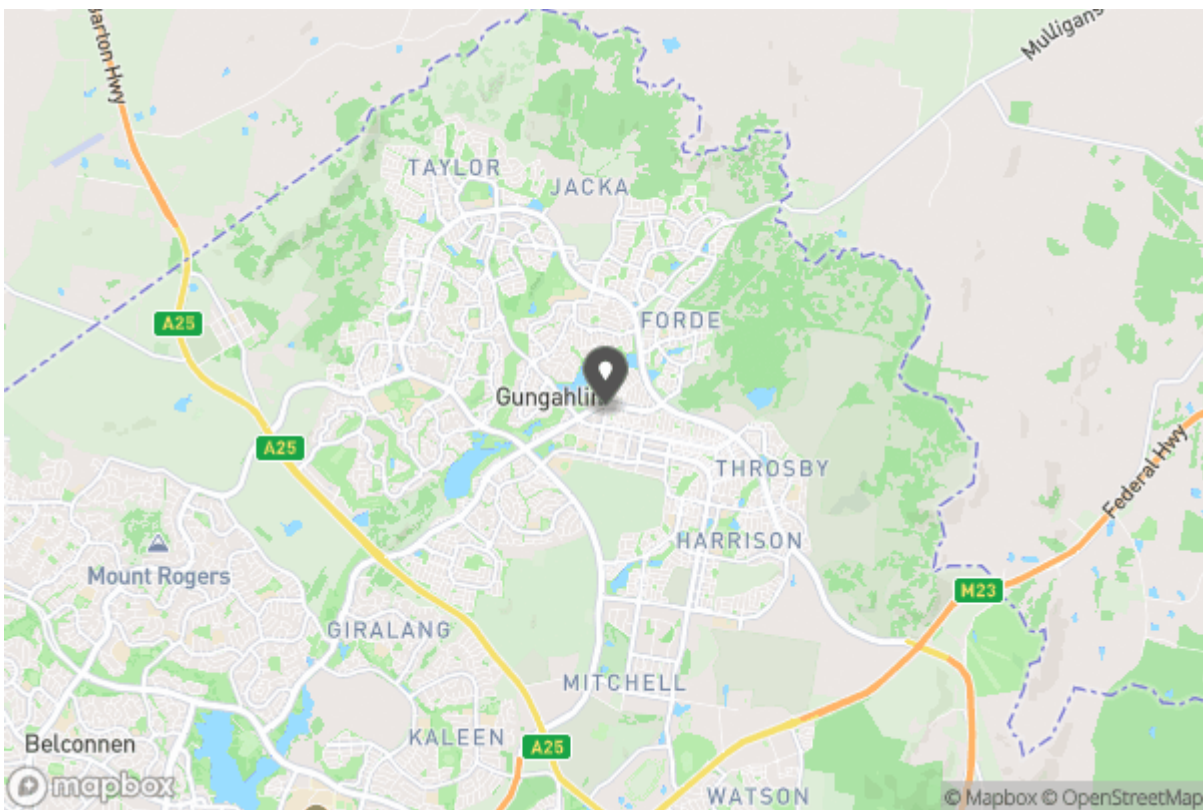 Barton Hwy
Mulligans
TAYLOR
JACKA
A25
FORDE
Gungahlin
A25
THROSBY
Federal Hwy
HARRISON
Mount Rogers
M23
GIRALANG
MITCHELL
Belconnen
KALEEN
A25
mapbox
WATSON
© Mapbox © OpenStreetMap